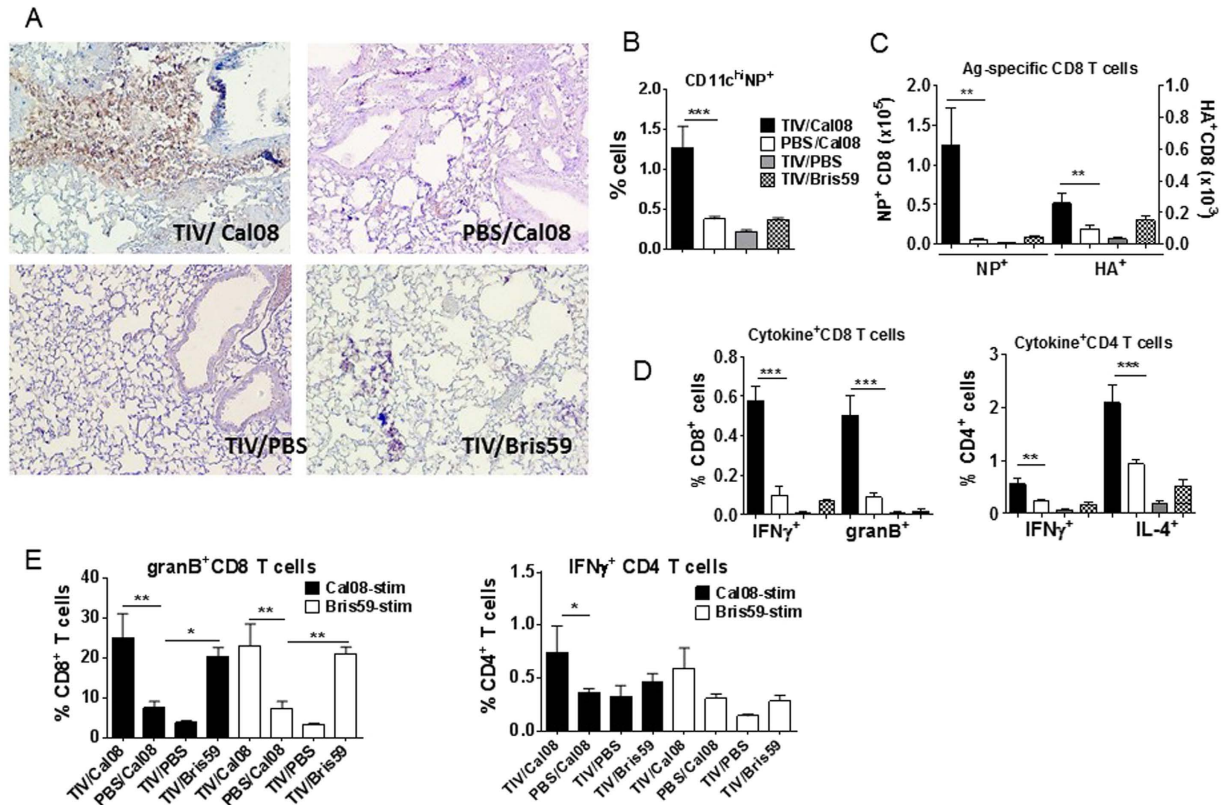 A
TIV/ Cal08
PBS/Cal08
TIV/PBS
TIV/Bris59
B
CD11cʰⁱNP⁺
% cells
2.0
1.5
1.0
0.5
0.0
***
TIV/Cal08
PBS/Cal08
TIV/PBS
TIV/Bris59
C
Ag-specific CD8 T cells
NP⁺ CD8 (x10⁵)
2.0
1.5
1.0
0.5
0.0
**
**
1.0
0.8
0.6
0.4
0.2
0.0
HA⁺CD8 (x10³)
NP⁺
HA⁺
D
Cytokine⁺CD8 T cells
% CD8⁺ cells
0.8
0.6
0.4
0.2
0.0
***
***
IFNγ⁺
granB⁺
Cytokine⁺CD4 T cells
% CD4⁺ cells
3
2
1
0
**
***
IFNγ⁺
IL-4⁺
E
granB⁺CD8 T cells
% CD8⁺ T cells
40
30
20
10
0
**
*
**
**
Cal08-stim
Bris59-stim
TIV/Cal08
PBS/Cal08
TIV/PBS
TIV/Bris59
TIV/Cal08
PBS/Cal08
TIV/PBS
TIV/Bris59
IFNγ⁺ CD4 T cells
% CD4⁺ T cells
1.5
1.0
0.5
0.0
*
Cal08-stim
Bris59-stim
TIV/Cal08
PBS/Cal08
TIV/PBS
TIV/Bris59
TIV/Cal08
PBS/Cal08
TIV/PBS
TIV/Bris59